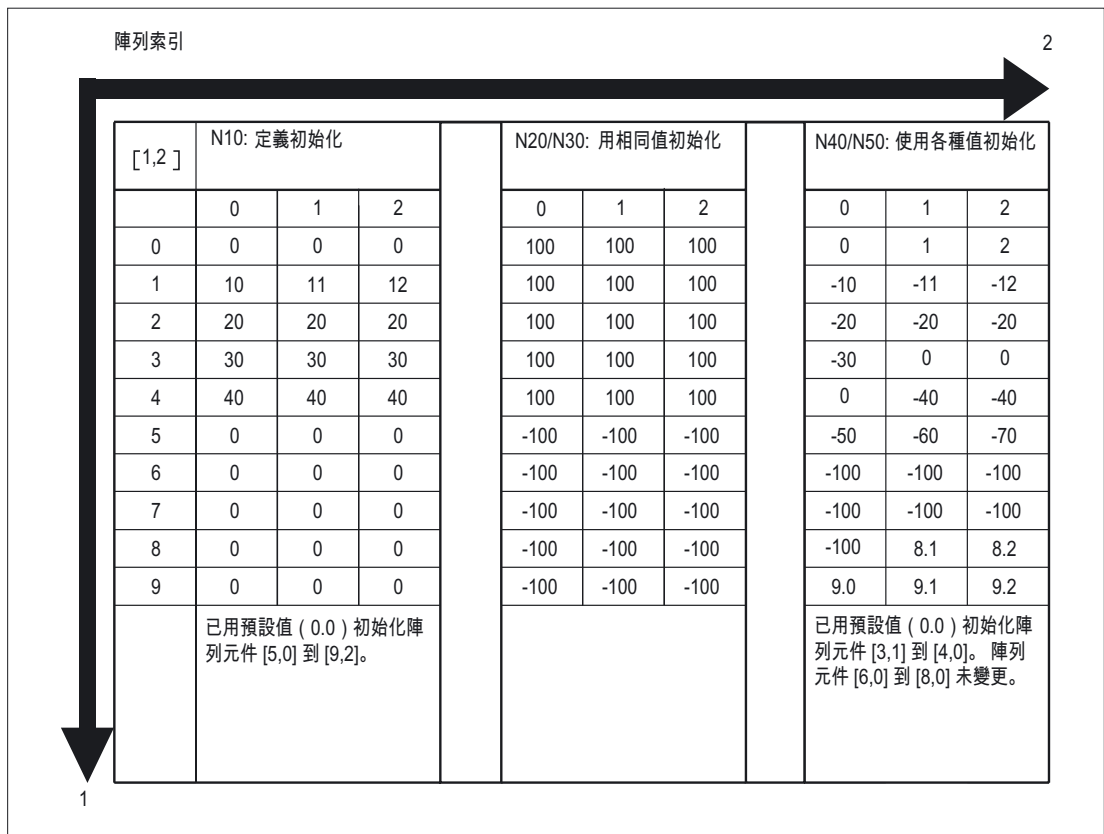 陣列索引 2
[1,2 ] N10: 定義初始化 N20/N30: 用相同值初始化 N40/N50: 使用各種值初始化
0 1 2 0 1 2 0 1 2
0 0 0 0 100 100 100 0 1 2
1 10 11 12 100 100 100 -10 -11 -12
2 20 20 20 100 100 100 -20 -20 -20
3 30 30 30 100 100 100 -30 0 0
4 40 40 40 100 100 100 0 -40 -40
5 0 0 0 -100 -100 -100 -50 -60 -70
6 0 0 0 -100 -100 -100 -100 -100 -100
7 0 0 0 -100 -100 -100 -100 -100 -100
8 0 0 0 -100 -100 -100 -100 8.1 8.2
9 0 0 0 -100 -100 -100 9.0 9.1 9.2
已用預設值 ( 0.0 ) 初始化陣
列元件 [5,0] 到 [9,2]。
已用預設值 ( 0.0 ) 初始化陣
列元件 [3,1] 到 [4,0]。 陣列
元件 [6,0] 到 [8,0] 未變更。
1